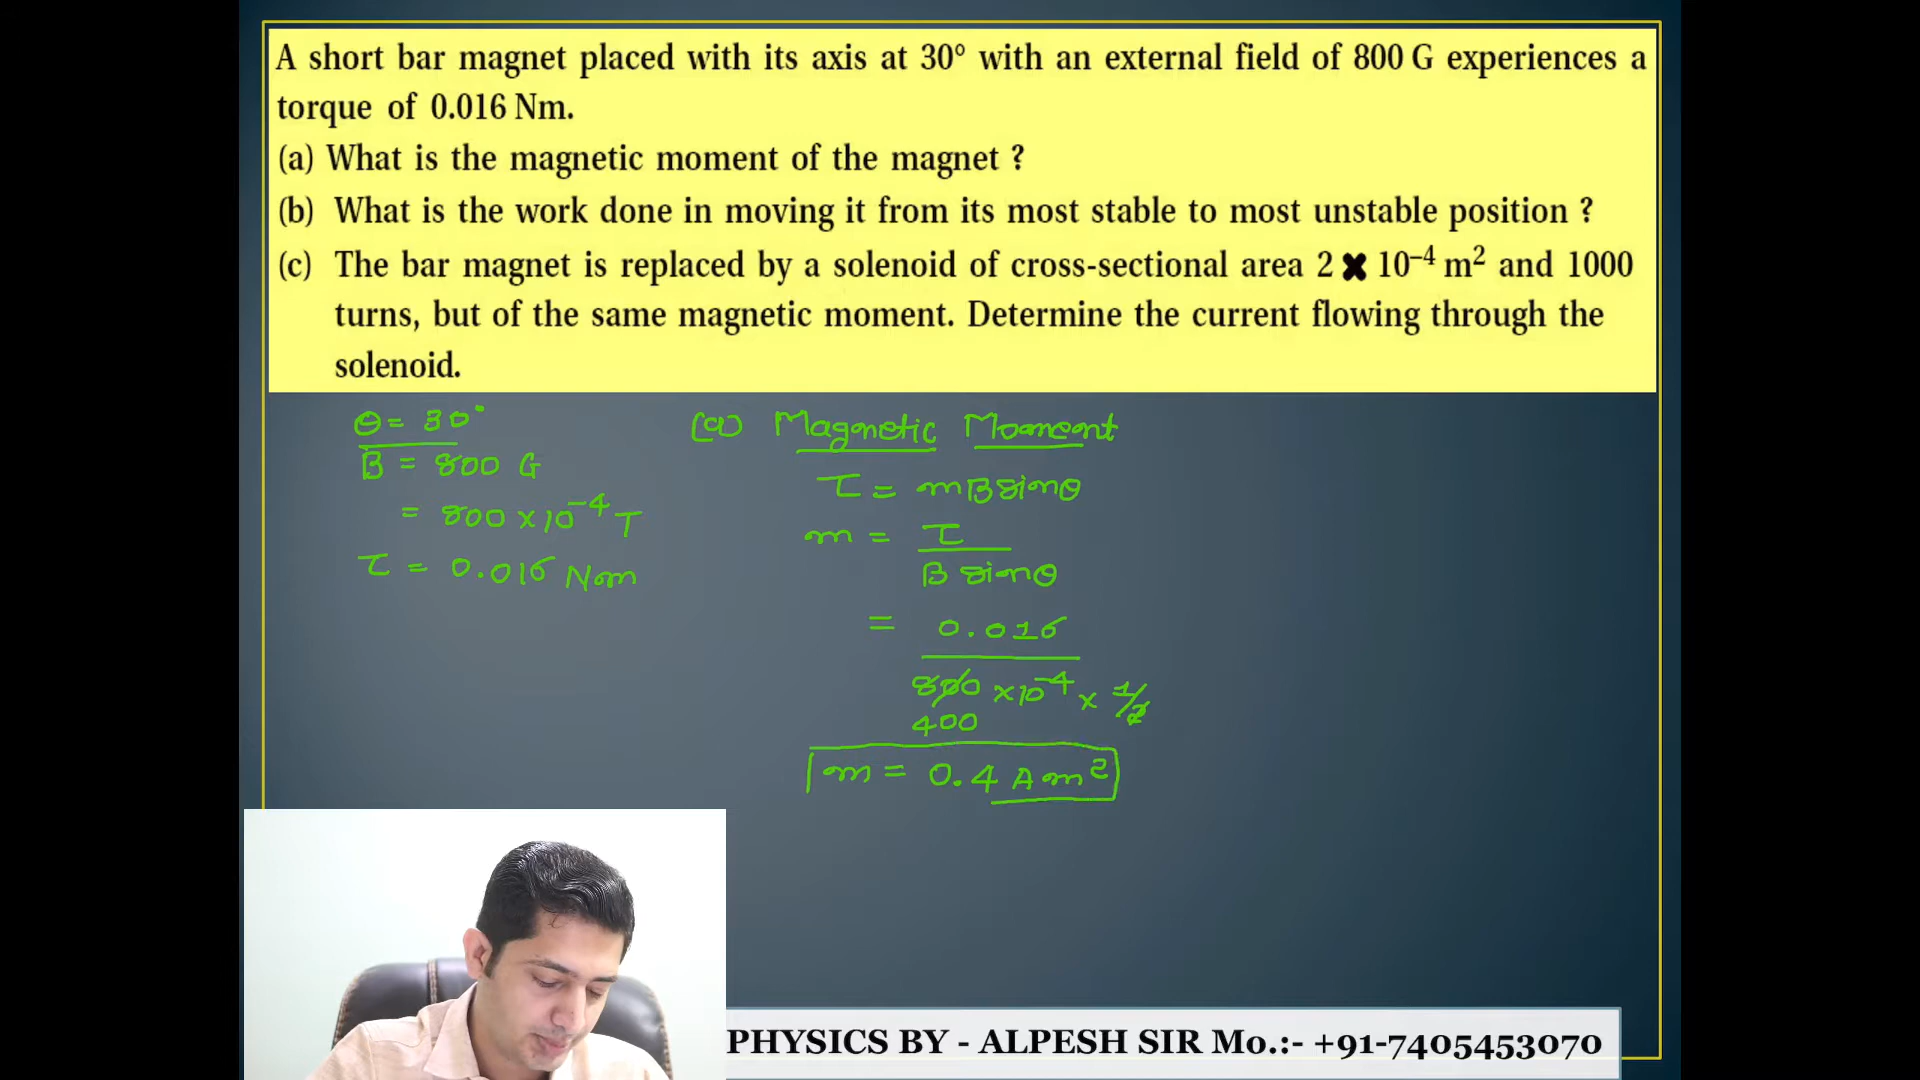 A short bar magnet placed with its axis at 30° with an external field of 800 G experiences a
torque of 0.016 Nm.
(a) What is the magnetic moment of the magnet ?
(b) What is the work done in moving it from its most stable to most unstable position ?
(c) The bar magnet is replaced by a solenoid of cross-sectional area 2 × 10⁻⁴ m² and 1000
turns, but of the same magnetic moment. Determine the current flowing through the
solenoid.
θ = 30°
B = 800 G
= 800 × 10⁻⁴ T
τ = 0.016 Nm
(a) Magnetic Moment
τ = mB sinθ
m = τ
B sinθ
= 0.016
800 × 10⁻⁴ × 1/2
400
m = 0.4 Am²
PHYSICS BY - ALPESH SIR Mo.:- +91-7405453070